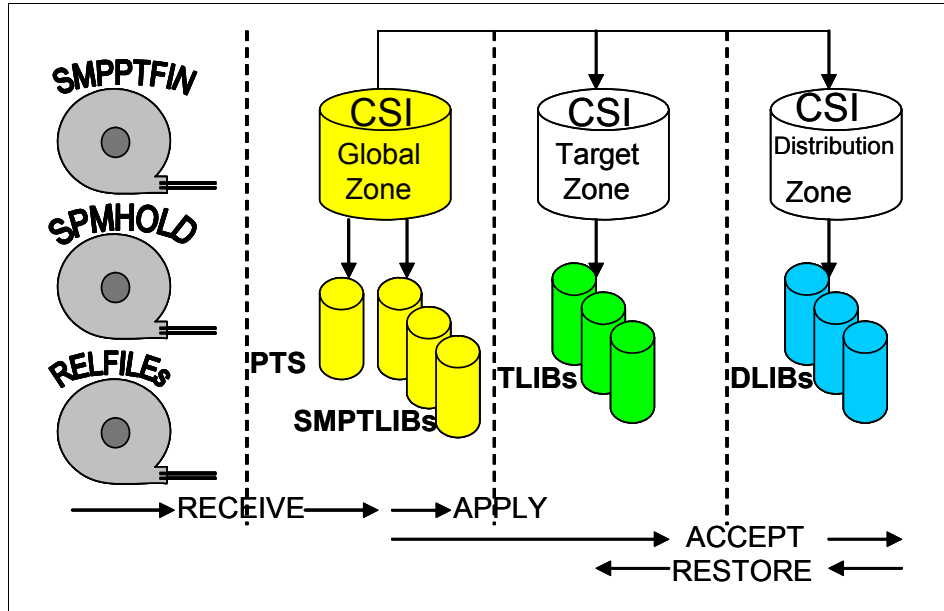 SMPPTFIN
SPMHOLD
RELFILEs
CSI
Global
Zone
PTS
SMPTLIBs
CSI
Target
Zone
TLIBs
CSI
Distribution
Zone
DLIBs
RECEIVE
APPLY
ACCEPT
RESTORE